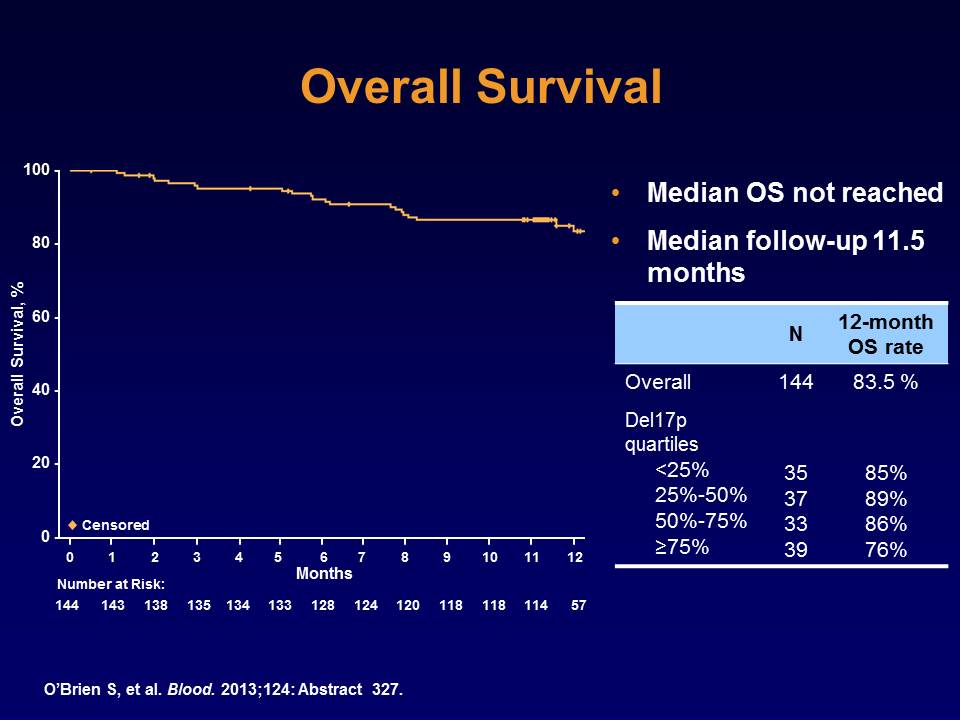 Overall Survival
100
80
60
40
20
0
Overall Survival, %
Censored
0 1 2 3 4 5 6 7 8 9 10 11 12
Months
Number at Risk:
144 143 138 135 134 133 128 124 120 118 118 114 57
• Median OS not reached
• Median follow-up 11.5
months
N
12-month
OS rate
Overall 144 83.5 %
Del17p
quartiles
<25% 35 85%
25%-50% 37 89%
50%-75% 33 86%
≥75% 39 76%
O’Brien S, et al. Blood. 2013;124: Abstract 327.